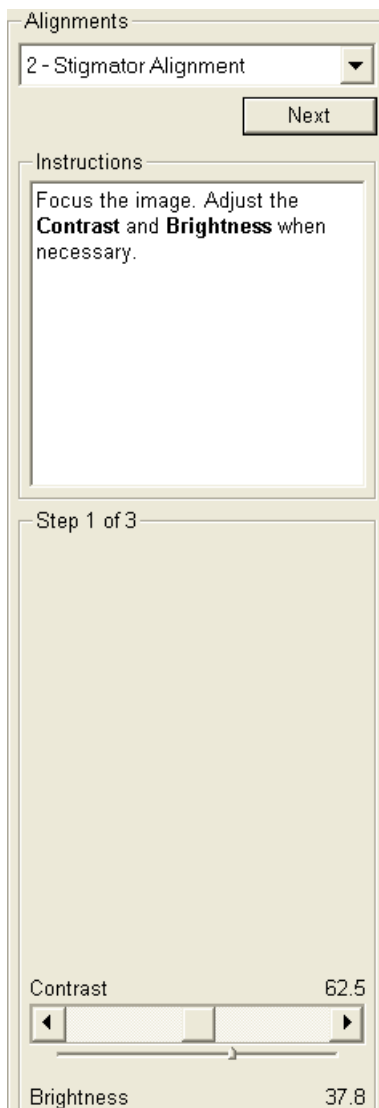 Alignments
2 - Stigmator Alignment
Next
Instructions
Focus the image. Adjust the
Contrast and Brightness when
necessary.
Step 1 of 3
Contrast 62.5
Brightness 37.8